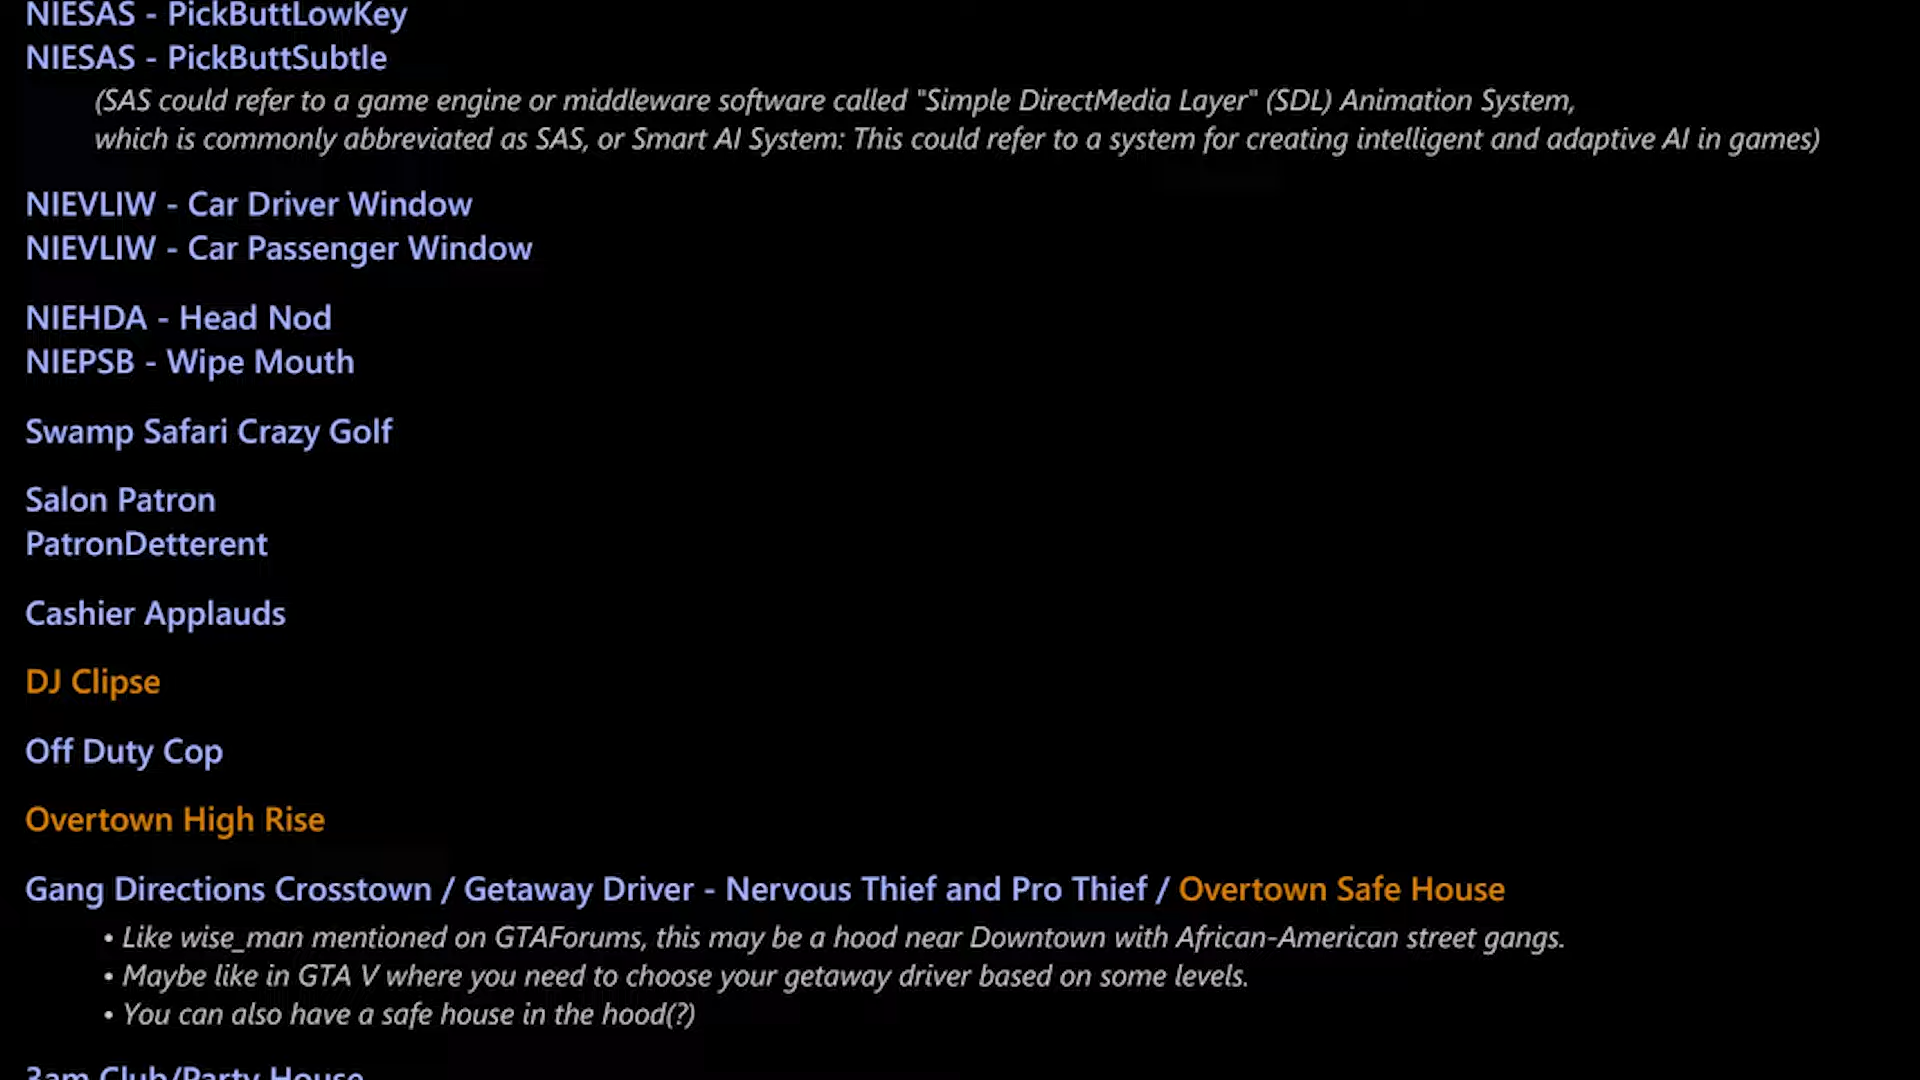 NIESAS - PickButtLowKey
NIESAS - PickButtSubtle
(SAS could refer to a game engine or middleware software called "Simple DirectMedia Layer" (SDL) Animation System,
which is commonly abbreviated as SAS, or Smart AI System: This could refer to a system for creating intelligent and adaptive AI in games)
NIEVLIW - Car Driver Window
NIEVLIW - Car Passenger Window
NIEHDA - Head Nod
NIEPSB - Wipe Mouth
Swamp Safari Crazy Golf
Salon Patron
PatronDetterent
Cashier Applauds
DJ Clipse
Off Duty Cop
Overtown High Rise
Gang Directions Crosstown / Getaway Driver - Nervous Thief and Pro Thief / Overtown Safe House
• Like wise_man mentioned on GTAForums, this may be a hood near Downtown with African-American street gangs.
• Maybe like in GTA V where you need to choose your getaway driver based on some levels.
• You can also have a safe house in the hood(?)
3am Club/Party House